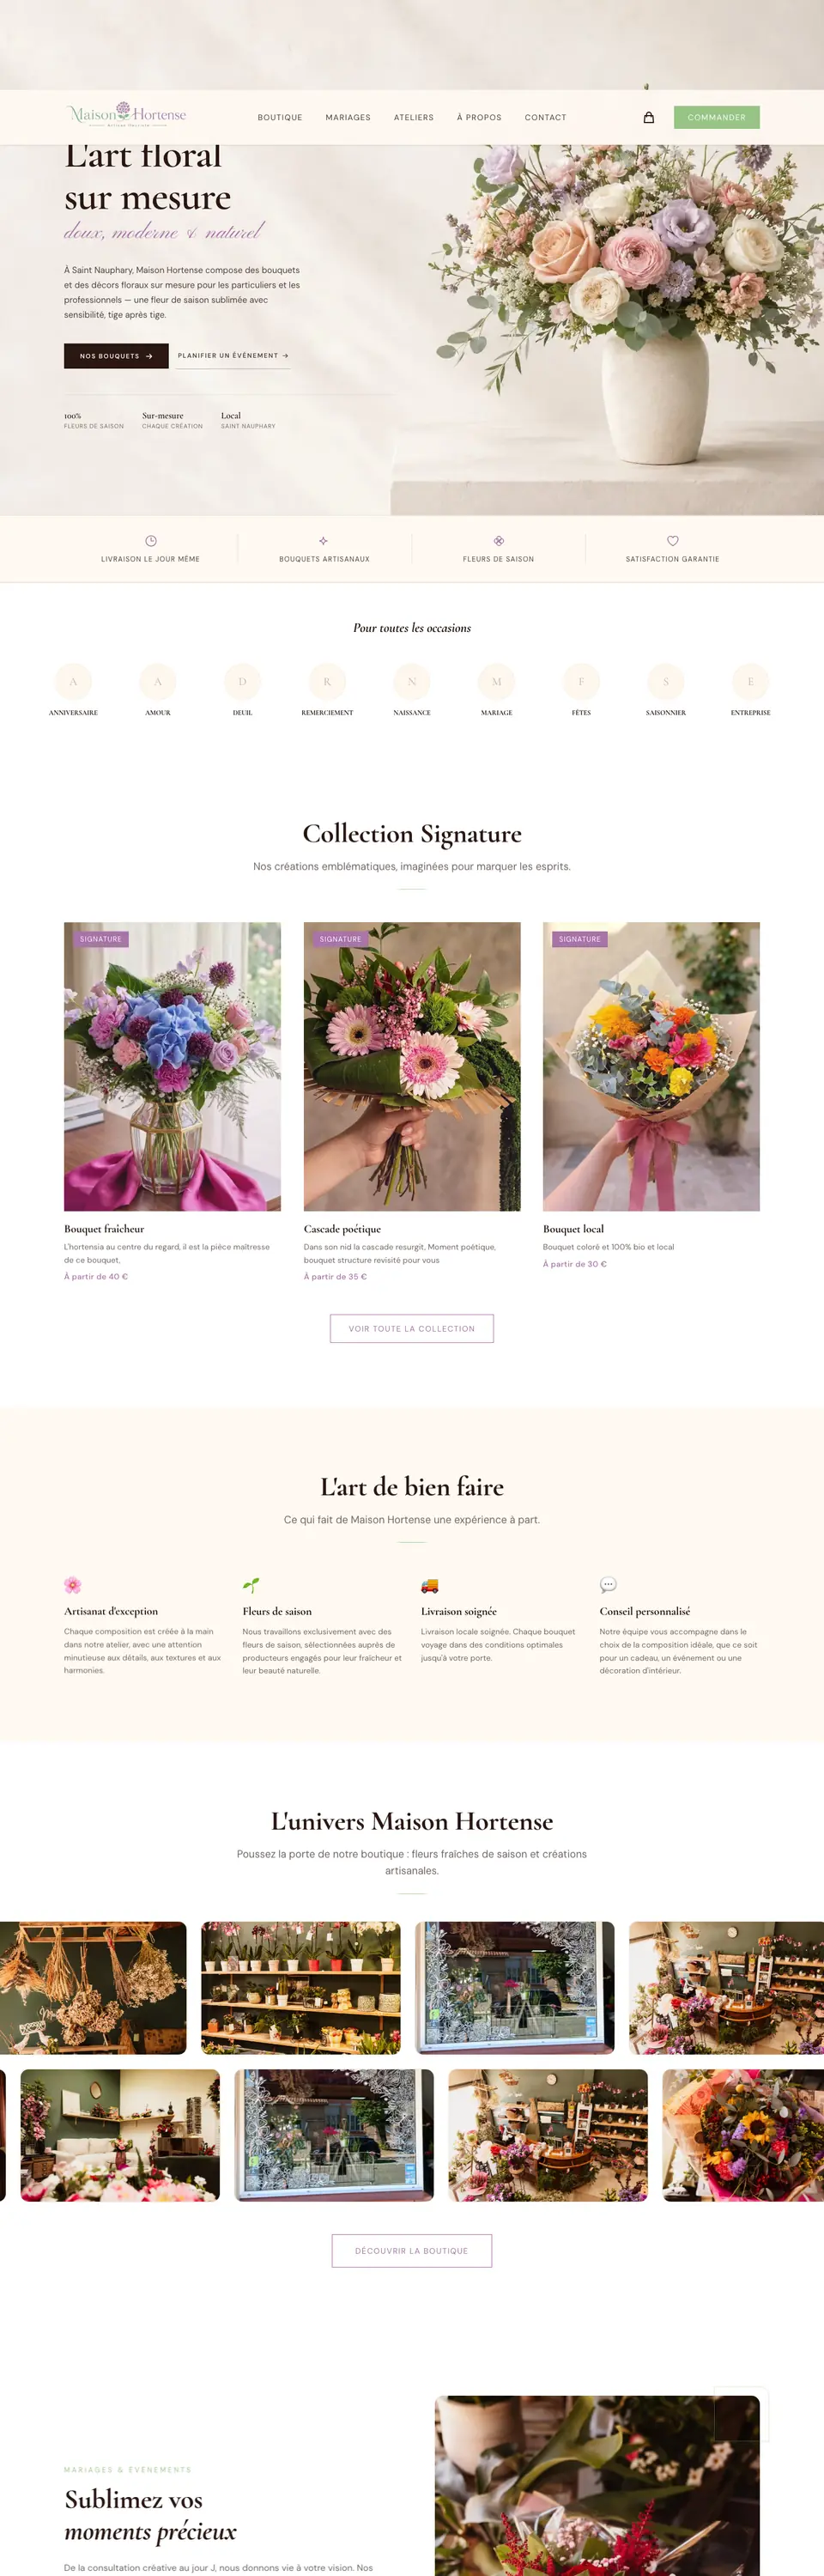 Maison Hortense
BOUTIQUE MARIAGES ATELIERS À PROPOS CONTACT
COMMANDER
L'art floral
sur mesure
doux, moderne & naturel
À Saint Nauphary, Maison Hortense compose des bouquets
et des décors floraux sur mesure pour les particuliers et les
professionnels — une fleur de saison sublimée avec
sensibilité, tige après tige.
NOS BOUQUETS →
PLANIFIER UN ÉVÉNEMENT →
100%
FLEURS DE SAISON
Sur-mesure
CHAQUE CRÉATION
Local
SAINT NAUPHARY
LIVRAISON LE JOUR MÊME
BOUQUETS ARTISANAUX
FLEURS DE SAISON
SATISFACTION GARANTIE
Pour toutes les occasions
A
ANNIVERSAIRE
A
AMOUR
D
DEUIL
R
REMERCIEMENT
N
NAISSANCE
M
MARIAGE
F
FÊTES
S
SAISONNIER
E
ENTREPRISE
Collection Signature
Nos créations emblématiques, imaginées pour marquer les esprits.
SIGNATURE
Bouquet fraîcheur
L'hortensia au centre du regard, il est la pièce maîtresse
de ce bouquet,
À partir de 40 €
SIGNATURE
Cascade poétique
Dans son nid la cascade resurgit, Moment poétique,
bouquet structure revisité pour vous
À partir de 35 €
SIGNATURE
Bouquet local
Bouquet coloré et 100% bio et local
À partir de 30 €
VOIR TOUTE LA COLLECTION
L'art de bien faire
Ce qui fait de Maison Hortense une expérience à part.
Artisanat d'exception
Chaque composition est créée à la main
dans notre atelier, avec une attention
minutieuse aux détails, aux textures et aux
harmonies.
Fleurs de saison
Nous travaillons exclusivement avec des
fleurs de saison, sélectionnées auprès de
producteurs engagés pour leur fraîcheur et
leur beauté naturelle.
Livraison soignée
Livraison locale soignée. Chaque bouquet
voyage dans des conditions optimales
jusqu'à votre porte.
Conseil personnalisé
Notre équipe vous accompagne dans le
choix de la composition idéale, que ce soit
pour un cadeau, un événement ou une
décoration d'intérieur.
L'univers Maison Hortense
Poussez la porte de notre boutique : fleurs fraîches de saison et créations
artisanales.
DÉCOUVRIR LA BOUTIQUE
MARIAGES & ÉVÉNEMENTS
Sublimez vos
moments précieux
De la consultation créative au jour J, nous donnons vie à votre vision. Nos